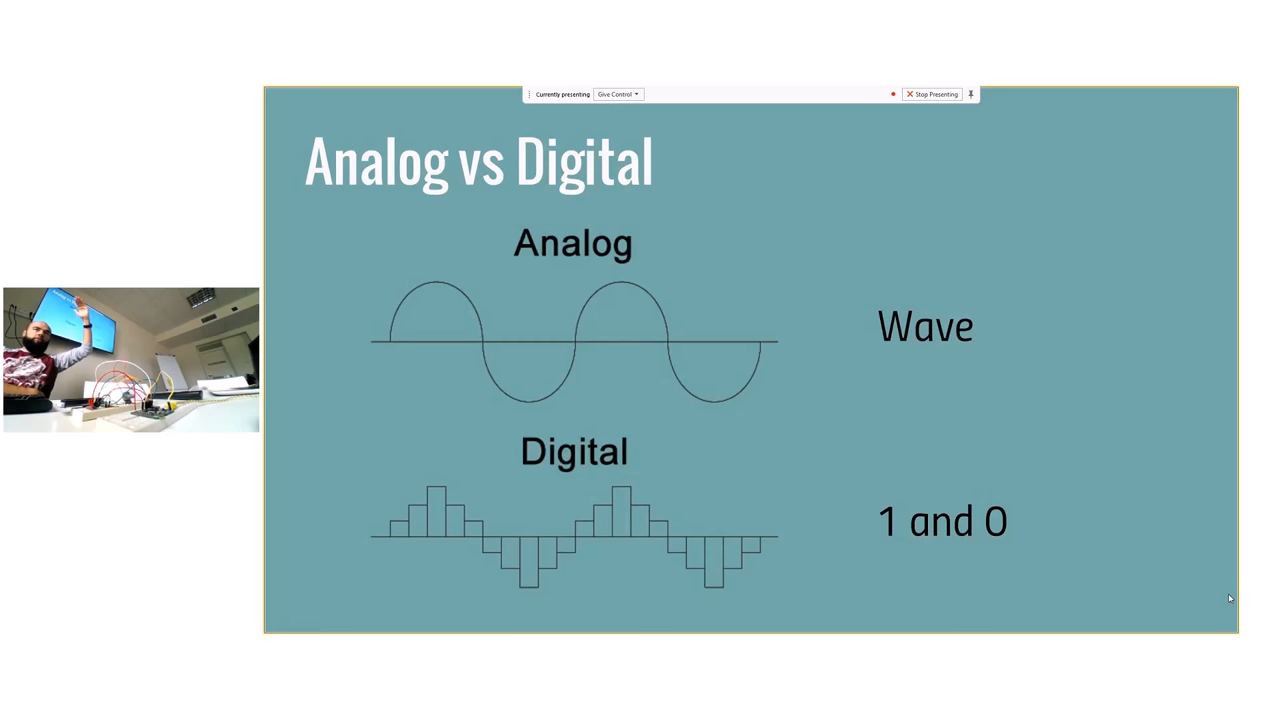 Currently presenting Give Control Stop Presenting
Analog vs Digital
Analog
Wave
Digital
1 and 0